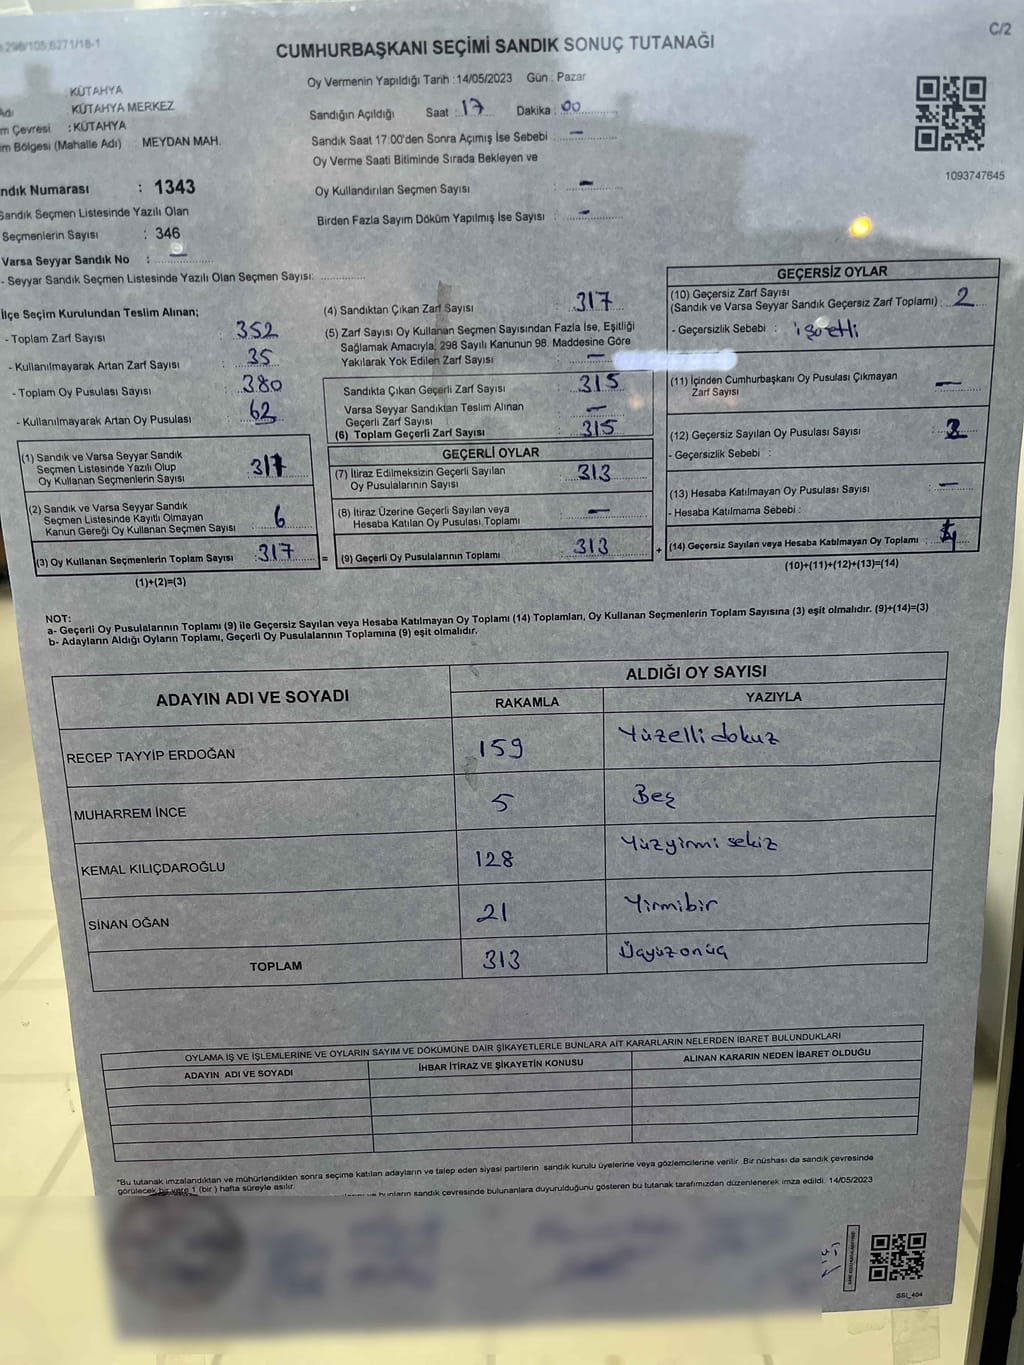 298/105;6271/18-1
C/2
CUMHURBAŞKANI SEÇİMİ SANDIK SONUÇ TUTANAĞI
Oy Vermenin Yapıldığı Tarih :14/05/2023 Gün : Pazar
KÜTAHYA
Adı KÜTAHYA MERKEZ
m Çevresi : KÜTAHYA
m Bölgesi (Mahalle Adı) : MEYDAN MAH.
ndık Numarası : 1343
Sandık Seçmen Listesinde Yazılı Olan
Seçmenlerin Sayısı : 346
Varsa Seyyar Sandık No : —
- Seyyar Sandık Seçmen Listesinde Yazılı Olan Seçmen Sayısı:
Sandığın Açıldığı Saat : 17 Dakika : 00
Sandık Saat 17:00'den Sonra Açımış İse Sebebi : —
Oy Verme Saati Bitiminde Sırada Bekleyen ve
Oy Kullandırılan Seçmen Sayısı : —
Birden Fazla Sayım Döküm Yapılmış İse Sayısı : —
1093747645
İlçe Seçim Kurulundan Teslim Alınan;
- Toplam Zarf Sayısı : 352
- Kullanılmayarak Artan Zarf Sayısı : 35
- Toplam Oy Pusulası Sayısı : 380
- Kullanılmayarak Artan Oy Pusulası : 62
(1) Sandık ve Varsa Seyyar Sandık
Seçmen Listesinde Yazılı Olup
Oy Kullanan Seçmenlerin Sayısı : 317
(2) Sandık ve Varsa Seyyar Sandık
Seçmen Listesinde Kayıtlı Olmayan
Kanun Gereği Oy Kullanan Seçmen Sayısı : 6
(3) Oy Kullanan Seçmenlerin Toplam Sayısı : 317
(1)+(2)=(3)
=
(4) Sandıktan Çıkan Zarf Sayısı : 317
(5) Zarf Sayısı Oy Kullanan Seçmen Sayısından Fazla İse, Eşitliği
Sağlamak Amacıyla, 298 Sayılı Kanunun 98. Maddesine Göre
Yakılarak Yok Edilen Zarf Sayısı : —
Sandıkta Çıkan Geçerli Zarf Sayısı : 315
Varsa Seyyar Sandıktan Teslim Alınan
Geçerli Zarf Sayısı : —
(6) Toplam Geçerli Zarf Sayısı : 315
GEÇERLİ OYLAR
(7) İtiraz Edilmeksizin Geçerli Sayılan
Oy Pusulalarının Sayısı : 313
(8) İtiraz Üzerine Geçerli Sayılan veya
Hesaba Katılan Oy Pusulası Toplamı : —
(9) Geçerli Oy Pusulalarının Toplamı : 313
+
GEÇERSİZ OYLAR
(10) Geçersiz Zarf Sayısı
(Sandık ve Varsa Seyyar Sandık Geçersiz Zarf Toplamı) : 2
- Geçersizlik Sebebi : işaretli
(11) İçinden Cumhurbaşkanı Oy Pusulası Çıkmayan
Zarf Sayısı : —
(12) Geçersiz Sayılan Oy Pusulası Sayısı :
- Geçersizlik Sebebi :
(13) Hesaba Katılmayan Oy Pusulası Sayısı : —
- Hesaba Katılmama Sebebi :
(14) Geçersiz Sayılan veya Hesaba Katılmayan Oy Toplamı : 4
(10)+(11)+(12)+(13)=(14)
NOT:
a- Geçerli Oy Pusulalarının Toplamı (9) ile Geçersiz Sayılan veya Hesaba Katılmayan Oy Toplamı (14) Toplamları, Oy Kullanan Seçmenlerin Toplam Sayısına (3) eşit olmalıdır. (9)+(14)=(3)
b- Adayların Aldığı Oyların Toplamı, Geçerli Oy Pusulalarının Toplamına (9) eşit olmalıdır.
ADAYIN ADI VE SOYADI ALDIĞI OY SAYISI
RAKAMLA YAZIYLA
RECEP TAYYİP ERDOĞAN 159 Yüzelli dokuz
MUHARREM İNCE 5 Beş
KEMAL KILIÇDAROĞLU 128 Yüzyirmi sekiz
SİNAN OĞAN 21 Yirmibir
TOPLAM 313 Üçyüzonüç
OYLAMA İŞ VE İŞLEMLERİNE VE OYLARIN SAYIM VE DÖKÜMÜNE DAİR ŞİKAYETLERLE BUNLARA AİT KARARLARIN NELERDEN İBARET BULUNDUKLARI
ADAYIN ADI VE SOYADI İHBAR İTİRAZ VE ŞİKAYETİN KONUSU ALINAN KARARIN NEDEN İBARET OLDUĞU
*Bu tutanak imzalandıktan ve mühürlendikten sonra seçime katılan adayların ve talep eden siyasi partilerin sandık kurulu üyelerine veya gözlemcilerine verilir. Bir nüshası da sandık çevresinde
görülecek bir yere 1 (bir ) hafta süreyle asılır.
bunların sandık çevresinde bulunanlara duyurulduğunu gösteren bu tutanak tarafımızdan düzenlenerek imza edildi. 14/05/2023
SSI_404